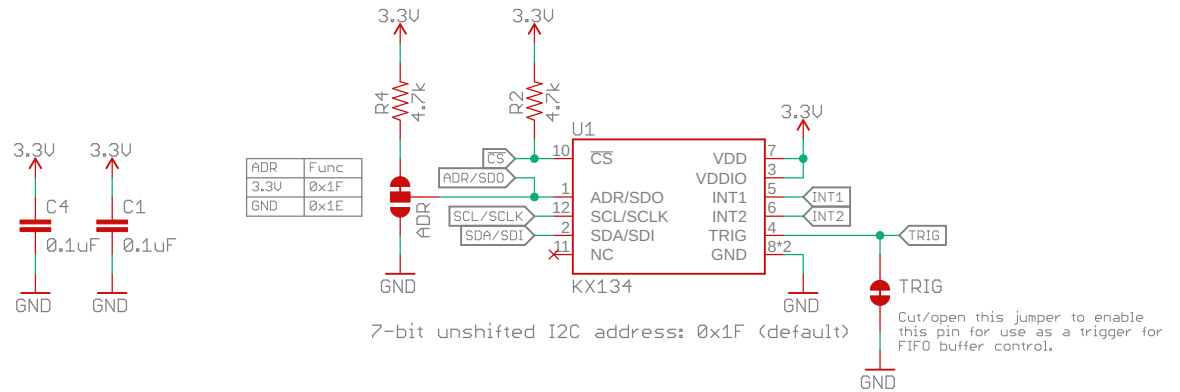 3.3V
3.3V
R4
4.7k
R2
4.7k
3.3V
U1
3.3V
3.3V
C4
0.1uF
C1
0.1uF
GND
GND
ADR Func
3.3V 0x1F
GND 0x1E
ADR
GND
CS
ADR/SDO
SCL/SCLK
SDA/SDI
10 CS
1 ADR/SDO
12 SCL/SCLK
2 SDA/SDI
11 NC
VDD 7
VDDIO 3
INT1 5
INT2 6
TRIG 4
GND 8*2
KX134
INT1
INT2
TRIG
GND
TRIG
Cut/open this jumper to enable
this pin for use as a trigger for
FIFO buffer control.
GND
7-bit unshifted I2C address: 0x1F (default)